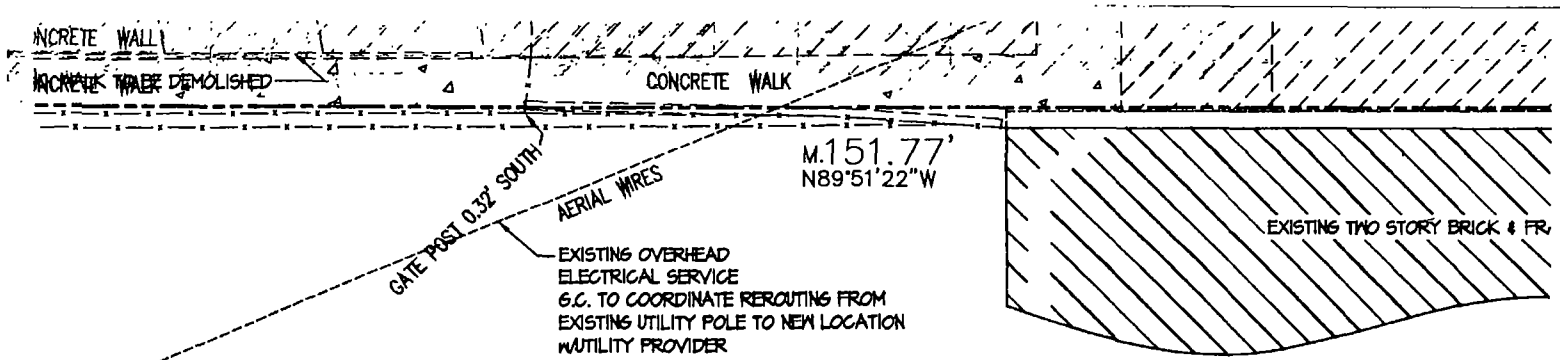 NCRETE WALL
WALK TO BE DEMOLISHED
CONCRETE WALK
M.151.77'
N89°51'22"W
GATE POST 0.32' SOUTH
AERIAL WIRES
EXISTING TWO STORY BRICK & FR
EXISTING OVERHEAD
ELECTRICAL SERVICE
G.C. TO COORDINATE REROUTING FROM
EXISTING UTILITY POLE TO NEW LOCATION
W/UTILITY PROVIDER